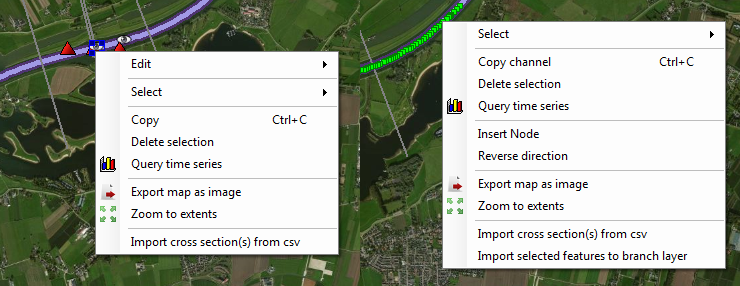 Edit
Select
Copy Ctrl+C
Delete selection
Query time series
Export map as image
Zoom to extents
Import cross section(s) from csv
Select
Copy channel Ctrl+C
Delete selection
Query time series
Insert Node
Reverse direction
Export map as image
Zoom to extents
Import cross section(s) from csv
Import selected features to branch layer